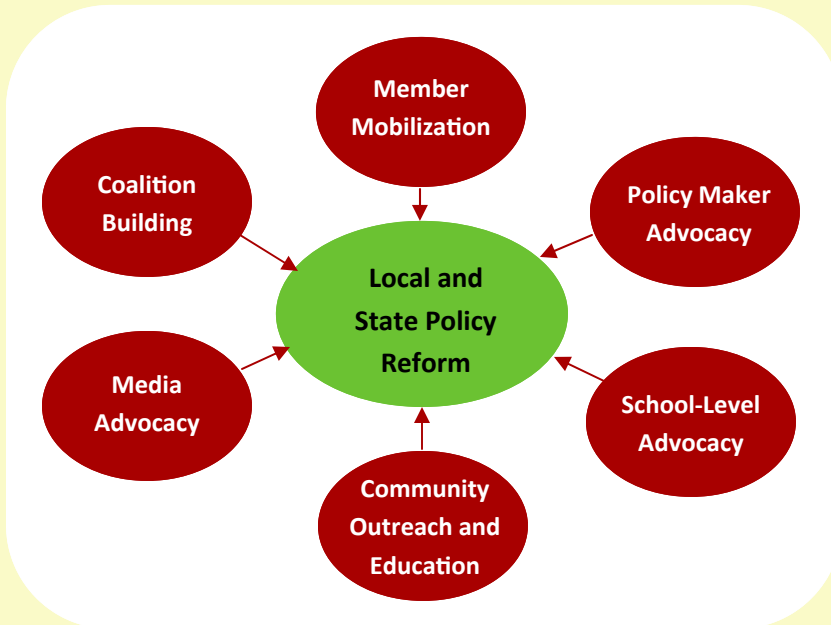 Member
Mobilization
Coalition
Building
Policy Maker
Advocacy
Local and
State Policy
Reform
Media
Advocacy
School-Level
Advocacy
Community
Outreach and
Education